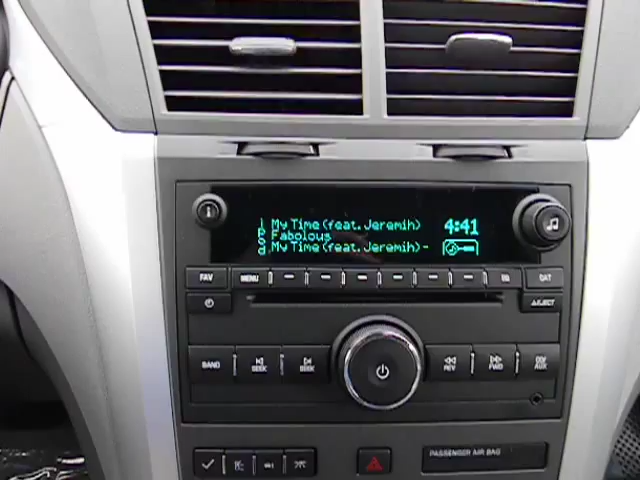 My Time (feat. Jeremih) 4:41
Fabolous
My Time (feat. Jeremih) -
FAV MENU CAT
EJECT
BAND SEEK SEEK REV FWD CD/AUX
PASSENGER AIR BAG